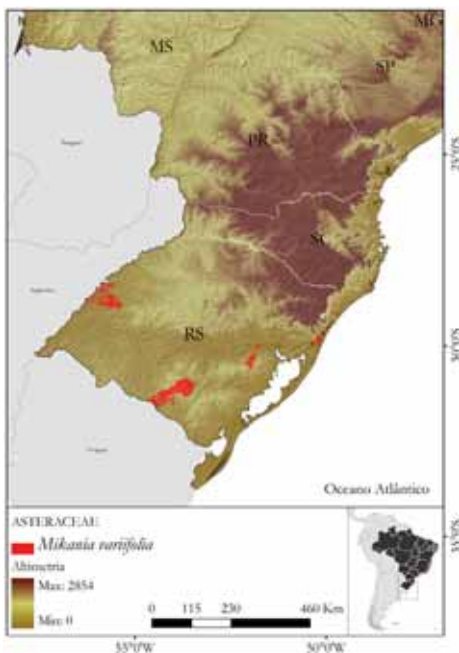 N
MG
MS
SP
PR
25°0'S
SC
RS
30°0'S
Oceano Atlântico
ASTERACEAE
Mikania variifolia
Altimetria
Max: 2854
Min: 0
0 115 230 460 Km
35°0'S
55°0'W 50°0'W